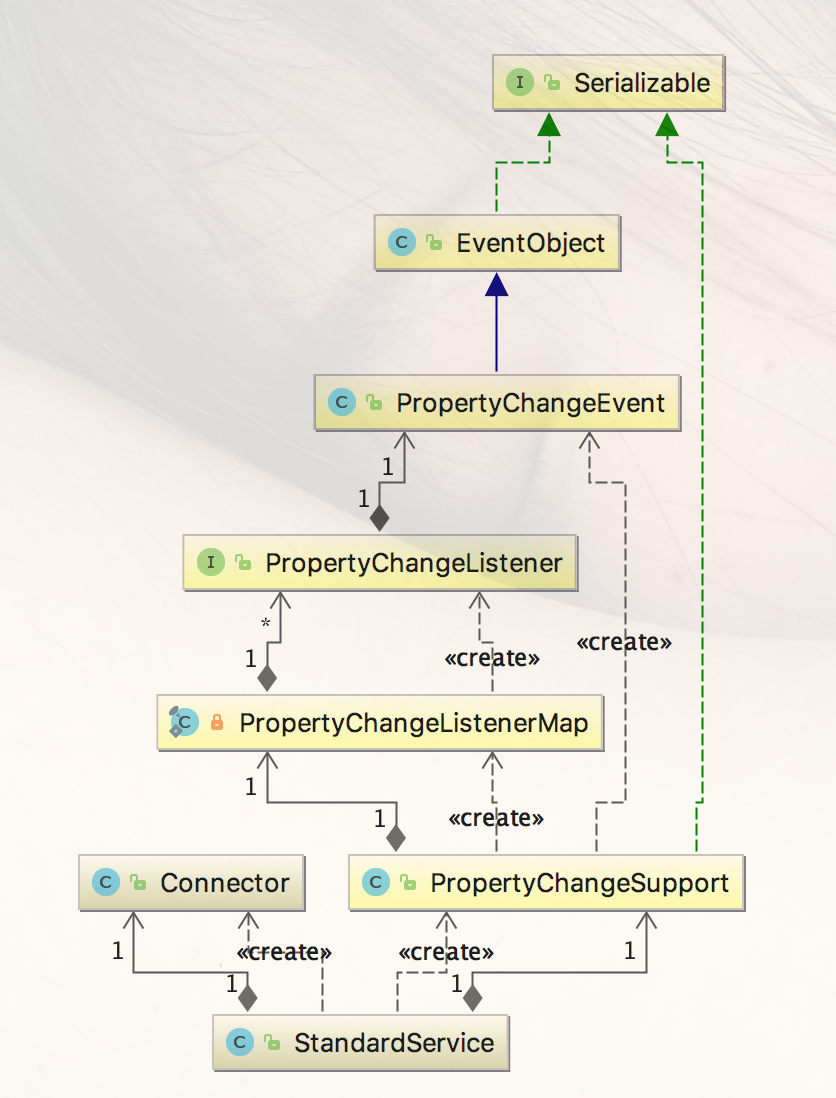 I Serializable
C EventObject
C PropertyChangeEvent
1
1
I PropertyChangeListener
*
«create»
1
«create»
C PropertyChangeListenerMap
1
1
«create»
C Connector
C PropertyChangeSupport
1
«create»
«create»
1
1
1
C StandardService